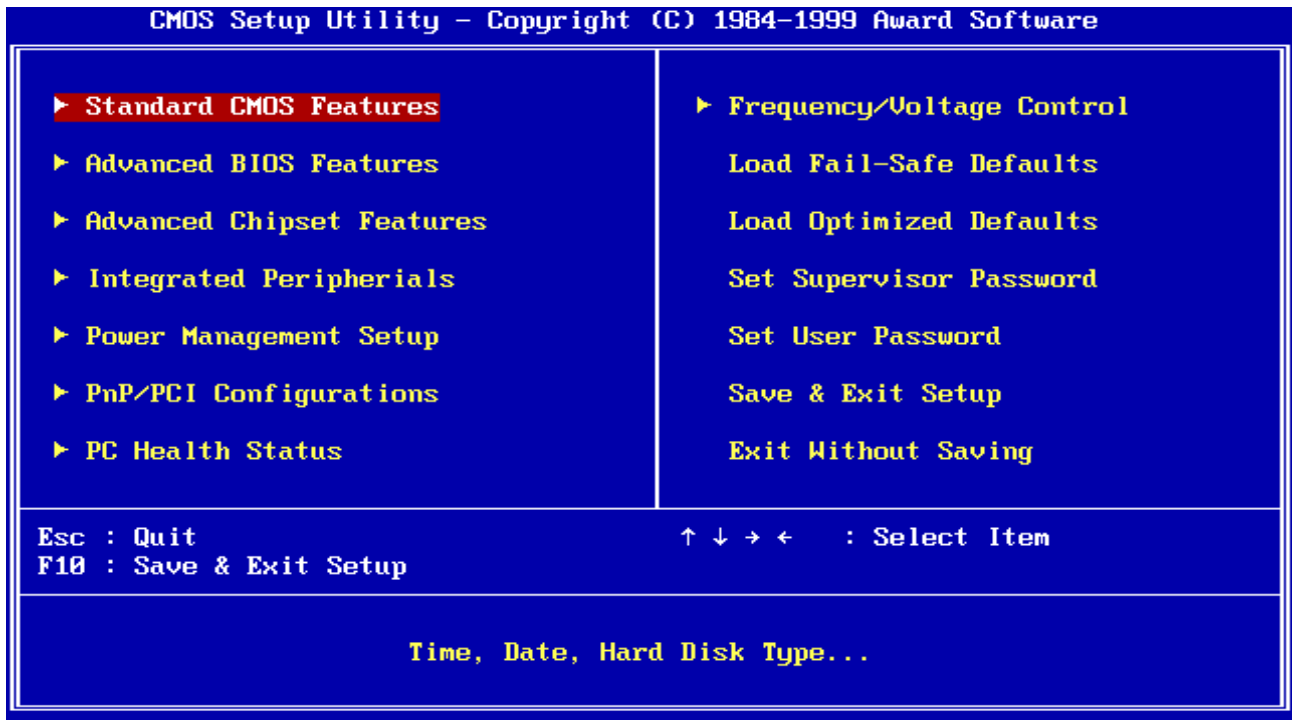 CMOS Setup Utility – Copyright (C) 1984–1999 Award Software
▶ Standard CMOS Features
▶ Advanced BIOS Features
▶ Advanced Chipset Features
▶ Integrated Peripherials
▶ Power Management Setup
▶ PnP/PCI Configurations
▶ PC Health Status
▶ Frequency/Voltage Control
Load Fail–Safe Defaults
Load Optimized Defaults
Set Supervisor Password
Set User Password
Save & Exit Setup
Exit Without Saving
Esc : Quit
F10 : Save & Exit Setup
↑ ↓ → ← : Select Item
Time, Date, Hard Disk Type...